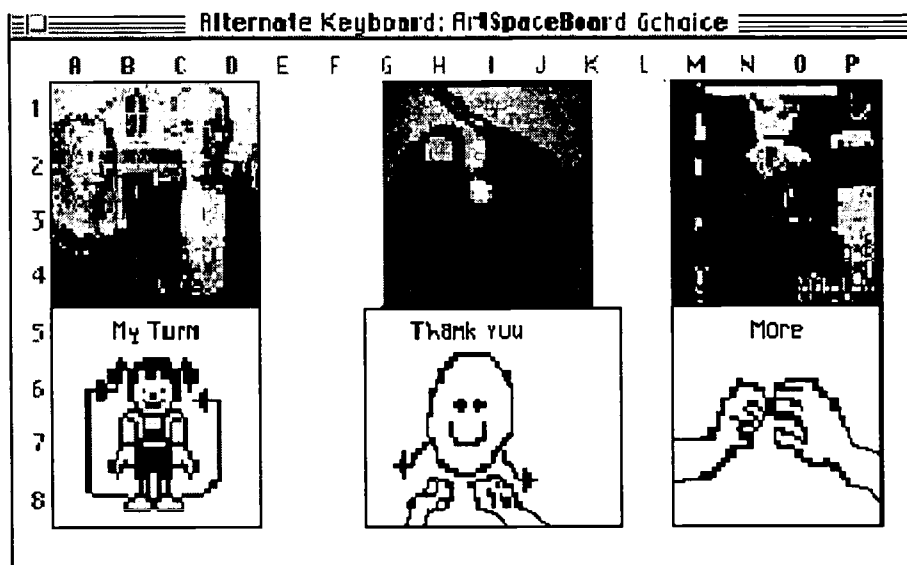 Alternate Keyboard: ArtSpaceBoard Gchoice
A B C D E F G H I J K L M N O P
1
2
3
4
5 My Turn Thank You More
6
7
8